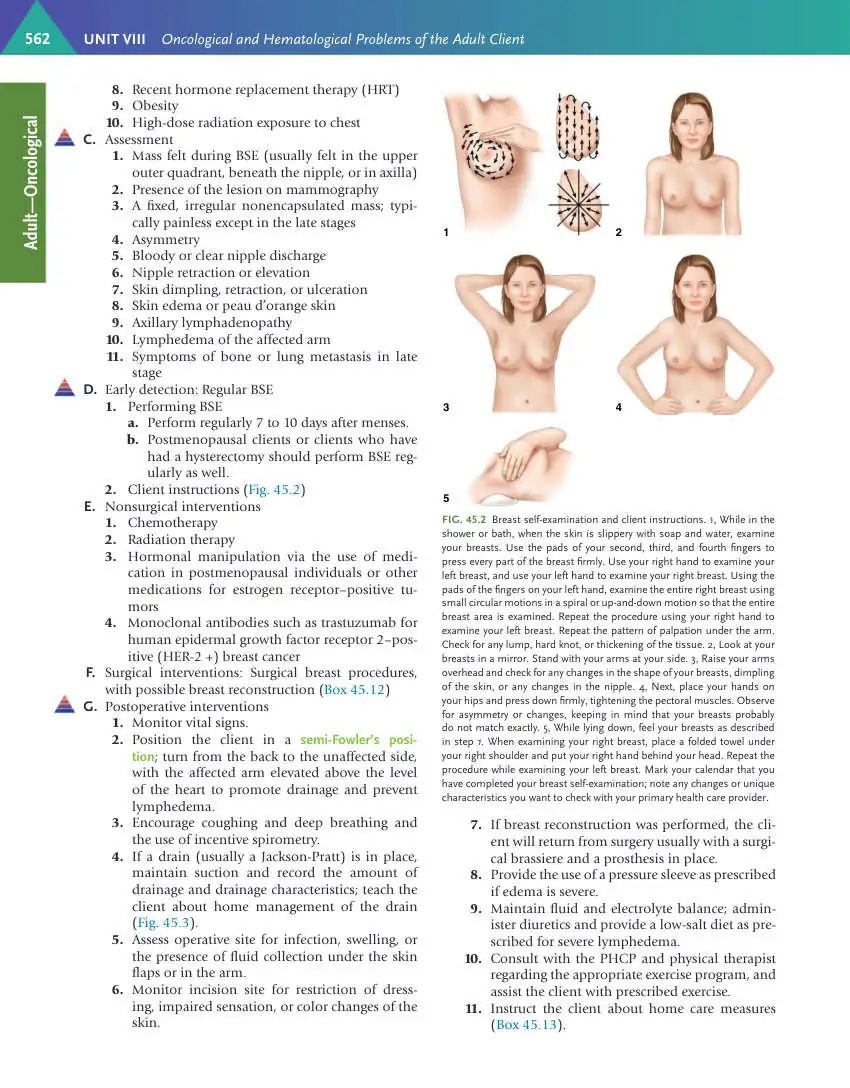 562
UNIT VIII Oncological and Hematological Problems of the Adult Client
Adult—Oncological
8. Recent hormone replacement therapy (HRT)
9. Obesity
10. High-dose radiation exposure to chest
C. Assessment
1. Mass felt during BSE (usually felt in the upper
outer quadrant, beneath the nipple, or in axilla)
2. Presence of the lesion on mammography
3. A fixed, irregular nonencapsulated mass; typi-
cally painless except in the late stages
4. Asymmetry
5. Bloody or clear nipple discharge
6. Nipple retraction or elevation
7. Skin dimpling, retraction, or ulceration
8. Skin edema or peau d’orange skin
9. Axillary lymphadenopathy
10. Lymphedema of the affected arm
11. Symptoms of bone or lung metastasis in late
stage
D. Early detection: Regular BSE
1. Performing BSE
a. Perform regularly 7 to 10 days after menses.
b. Postmenopausal clients or clients who have
had a hysterectomy should perform BSE reg-
ularly as well.
2. Client instructions (Fig. 45.2)
E. Nonsurgical interventions
1. Chemotherapy
2. Radiation therapy
3. Hormonal manipulation via the use of medi-
cation in postmenopausal individuals or other
medications for estrogen receptor–positive tu-
mors
4. Monoclonal antibodies such as trastuzumab for
human epidermal growth factor receptor 2–pos-
itive (HER-2 +) breast cancer
F. Surgical interventions: Surgical breast procedures,
with possible breast reconstruction (Box 45.12)
G. Postoperative interventions
1. Monitor vital signs.
2. Position the client in a semi-Fowler’s posi-
tion; turn from the back to the unaffected side,
with the affected arm elevated above the level
of the heart to promote drainage and prevent
lymphedema.
3. Encourage coughing and deep breathing and
the use of incentive spirometry.
4. If a drain (usually a Jackson-Pratt) is in place,
maintain suction and record the amount of
drainage and drainage characteristics; teach the
client about home management of the drain
(Fig. 45.3).
5. Assess operative site for infection, swelling, or
the presence of fluid collection under the skin
flaps or in the arm.
6. Monitor incision site for restriction of dress-
ing, impaired sensation, or color changes of the
skin.
1
2
3
4
5
FIG. 45.2 Breast self-examination and client instructions. 1, While in the
shower or bath, when the skin is slippery with soap and water, examine
your breasts. Use the pads of your second, third, and fourth fingers to
press every part of the breast firmly. Use your right hand to examine your
left breast, and use your left hand to examine your right breast. Using the
pads of the fingers on your left hand, examine the entire right breast using
small circular motions in a spiral or up-and-down motion so that the entire
breast area is examined. Repeat the procedure using your right hand to
examine your left breast. Repeat the pattern of palpation under the arm.
Check for any lump, hard knot, or thickening of the tissue. 2, Look at your
breasts in a mirror. Stand with your arms at your side. 3, Raise your arms
overhead and check for any changes in the shape of your breasts, dimpling
of the skin, or any changes in the nipple. 4, Next, place your hands on
your hips and press down firmly, tightening the pectoral muscles. Observe
for asymmetry or changes, keeping in mind that your breasts probably
do not match exactly. 5, While lying down, feel your breasts as described
in step 1. When examining your right breast, place a folded towel under
your right shoulder and put your right hand behind your head. Repeat the
procedure while examining your left breast. Mark your calendar that you
have completed your breast self-examination; note any changes or unique
characteristics you want to check with your primary health care provider.
7. If breast reconstruction was performed, the cli-
ent will return from surgery usually with a surgi-
cal brassiere and a prosthesis in place.
8. Provide the use of a pressure sleeve as prescribed
if edema is severe.
9. Maintain fluid and electrolyte balance; admin-
ister diuretics and provide a low-salt diet as pre-
scribed for severe lymphedema.
10. Consult with the PHCP and physical therapist
regarding the appropriate exercise program, and
assist the client with prescribed exercise.
11. Instruct the client about home care measures
(Box 45.13).